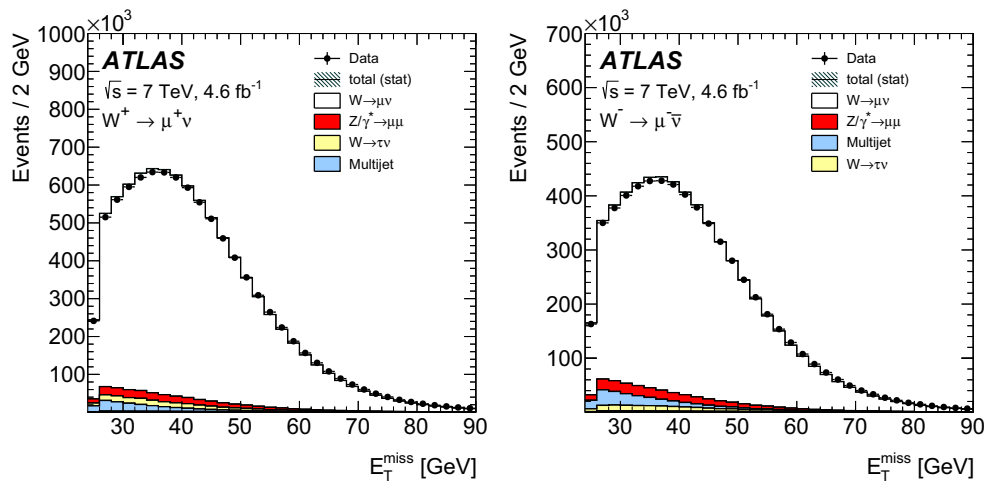 ×10³
1000
900
800
700
600
500
400
300
200
100
Events / 2 GeV
ATLAS
√s = 7 TeV, 4.6 fb⁻¹
W⁺ → μ⁺ν
Data
total (stat)
W→μν
Z/γ*→μμ
W→τν
Multijet
30 40 50 60 70 80 90
E_T^miss [GeV]
×10³
700
600
500
400
300
200
100
Events / 2 GeV
ATLAS
√s = 7 TeV, 4.6 fb⁻¹
W⁻ → μ⁻ν̅
Data
total (stat)
W→μν
Z/γ*→μμ
Multijet
W→τν
30 40 50 60 70 80 90
E_T^miss [GeV]